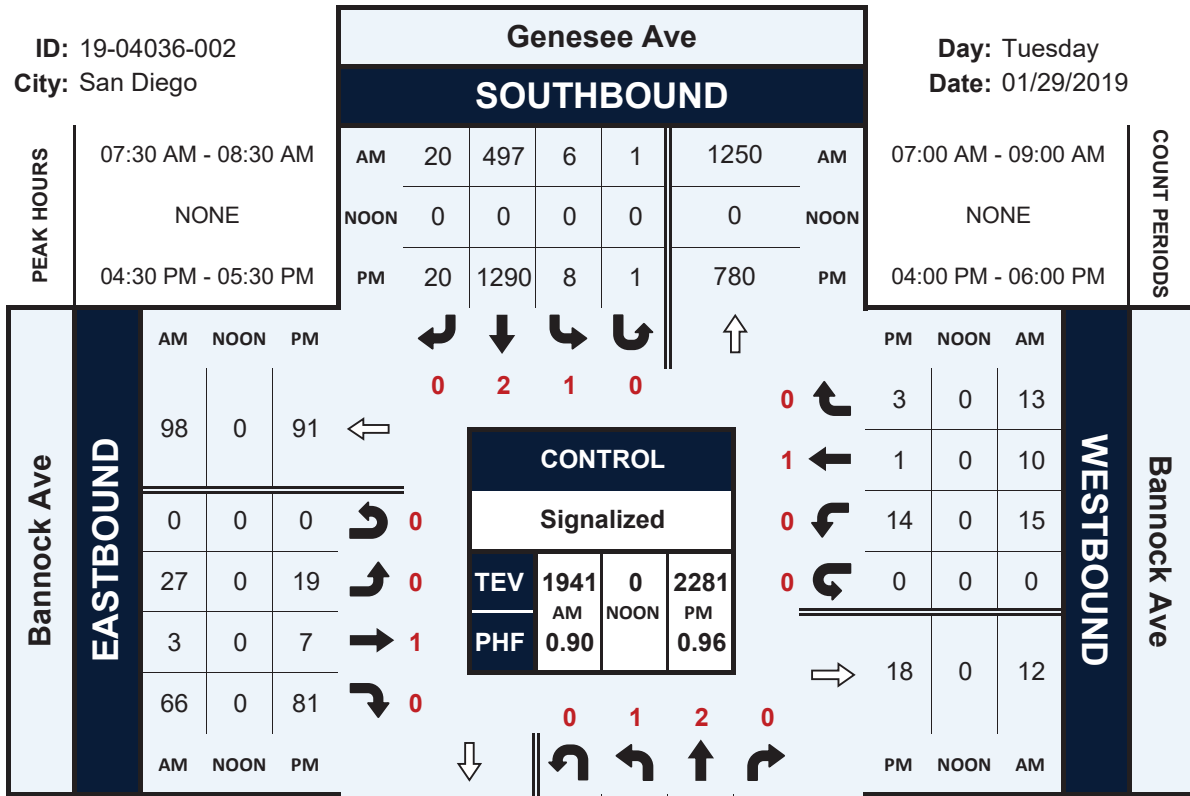 Genesee Ave
ID: 19-04036-002
City: San Diego
Day: Tuesday
Date: 01/29/2019
SOUTHBOUND
PEAK HOURS
07:30 AM - 08:30 AM
NONE
04:30 PM - 05:30 PM
AM 20 497 6 1 1250 AM
NOON 0 0 0 0 0 NOON
PM 20 1290 8 1 780 PM
07:00 AM - 09:00 AM
NONE
04:00 PM - 06:00 PM
COUNT PERIODS
0 2 1 0
Bannock Ave
EASTBOUND
AM NOON PM
98 0 91
0 0 0 0
27 0 19 0
3 0 7 1
66 0 81 0
AM NOON PM
CONTROL
Signalized
TEV 1941 0 2281
AM NOON PM
PHF 0.90 0.96
PM NOON AM
0 3 0 13
1 1 0 10
0 14 0 15
0 0 0 0
18 0 12
PM NOON AM
WESTBOUND
Bannock Ave
0 1 2 0